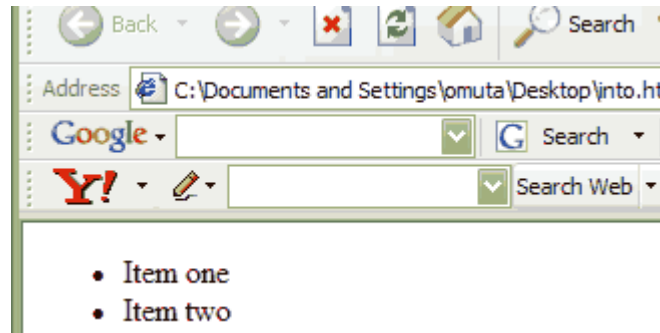 Back Search
Address C:\Documents and Settings\omuta\Desktop\into.ht
Google G Search
Y! Search Web
• Item one
• Item two